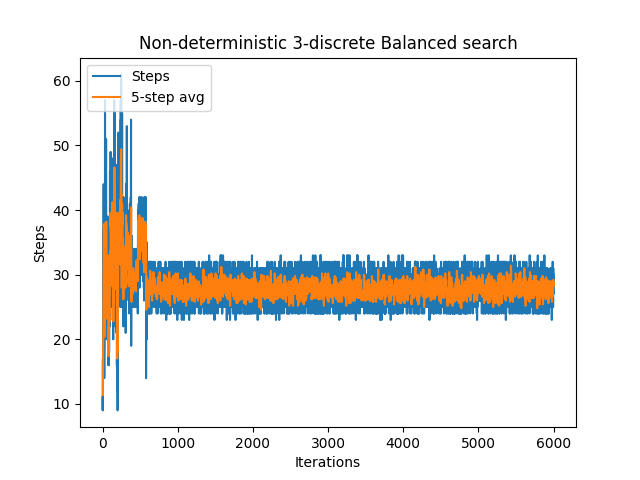 Non-deterministic 3-discrete Balanced search
Steps
5-step avg
60
50
40
30
20
10
Steps
0 1000 2000 3000 4000 5000 6000
Iterations